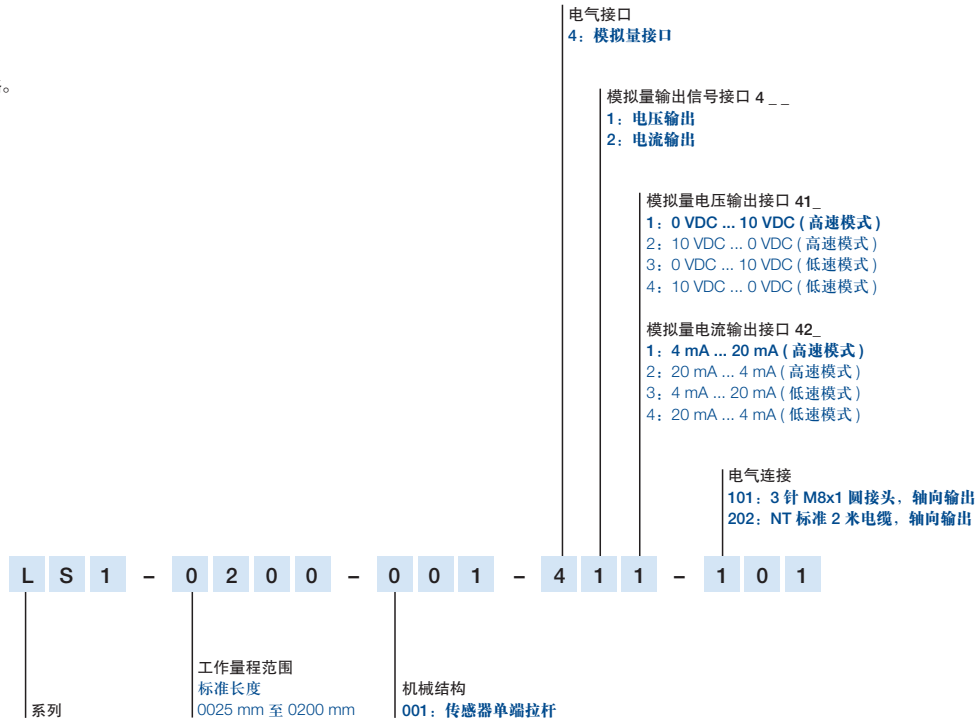 电气接口
4：模拟量接口
。
模拟量输出信号接口 4 _ _
1：电压输出
2：电流输出
模拟量电压输出接口 41_
1：0 VDC ... 10 VDC ( 高速模式 )
2：10 VDC ... 0 VDC ( 高速模式 )
3：0 VDC ... 10 VDC ( 低速模式 )
4：10 VDC ... 0 VDC ( 低速模式 )
模拟量电流输出接口 42_
1：4 mA ... 20 mA ( 高速模式 )
2：20 mA ... 4 mA ( 高速模式 )
3：4 mA ... 20 mA ( 低速模式 )
4：20 mA ... 4 mA ( 低速模式 )
电气连接
101：3 针 M8x1 圆接头，轴向输出
202：NT 标准 2 米电缆，轴向输出
L S 1 – 0 2 0 0 – 0 0 1 – 4 1 1 – 1 0 1
工作量程范围
标准长度
0025 mm 至 0200 mm
机械结构
001：传感器单端拉杆
系列